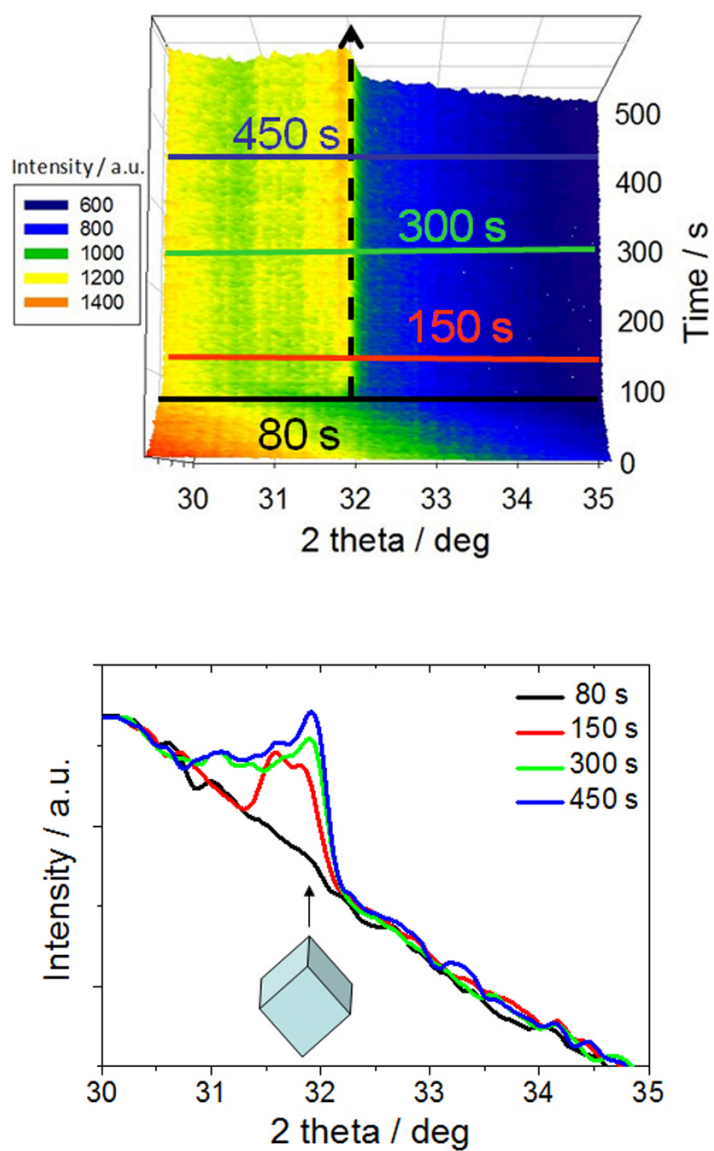 450 s
Intensity / a.u.
600
800
1000
1200
1400
300 s
150 s
80 s
500
400
300
200
100
0
Time / s
30 31 32 33 34 35
2 theta / deg
80 s
150 s
300 s
450 s
Intensity / a.u.
30 31 32 33 34 35
2 theta / deg